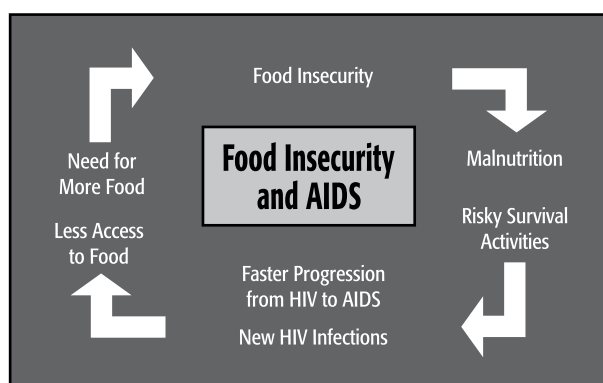 Food Insecurity
Malnutrition
Risky Survival
Activities
Faster Progression
from HIV to AIDS
New HIV Infections
Less Access
to Food
Need for
More Food
Food Insecurity
and AIDS